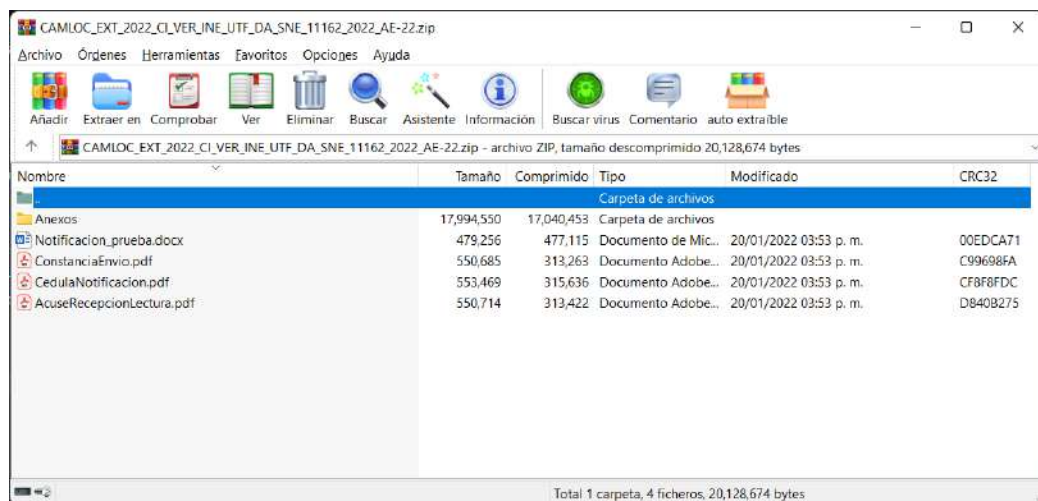 CAMLOC_EXT_2022_CI_VER_INE_UTF_DA_SNE_11162_2022_AE-22.zip
Archivo Órdenes Herramientas Favoritos Opciones Ayuda
Añadir Extraer en Comprobar Ver Eliminar Buscar Asistente Información Buscar virus Comentario auto extraíble
CAMLOC_EXT_2022_CI_VER_INE_UTF_DA_SNE_11162_2022_AE-22.zip - archivo ZIP, tamaño descomprimido 20,128,674 bytes
Nombre Tamaño Comprimido Tipo Modificado CRC32
.. Carpeta de archivos
Anexos 17,994,550 17,040,453 Carpeta de archivos
Notificacion_prueba.docx 479,256 477,115 Documento de Mic... 20/01/2022 03:53 p. m. 00EDCA71
ConstanciaEnvio.pdf 550,685 313,263 Documento Adobe... 20/01/2022 03:53 p. m. C99698FA
CedulaNotificacion.pdf 553,469 315,636 Documento Adobe... 20/01/2022 03:53 p. m. CF8F8FDC
AcuseRecepcionLectura.pdf 550,714 313,422 Documento Adobe... 20/01/2022 03:53 p. m. D840B275
Total 1 carpeta, 4 ficheros, 20,128,674 bytes